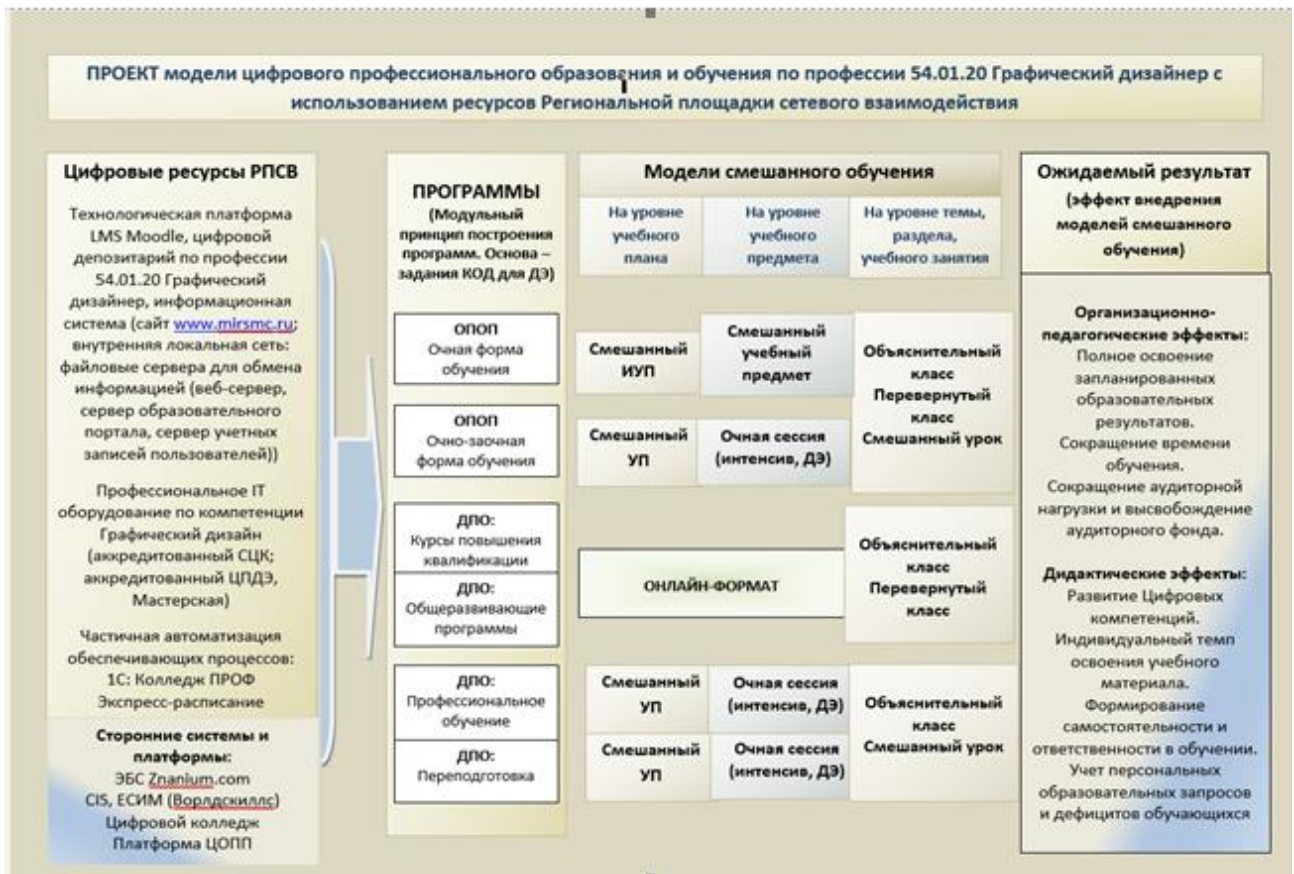 ПРОЕКТ модели цифрового профессионального образования и обучения по профессии 54.01.20 Графический дизайнер с
использованием ресурсов Региональной площадки сетевого взаимодействия
Цифровые ресурсы РПСВ
Технологическая платформа
LMS Moodle, цифровой
депозитарий по профессии
54.01.20 Графический
дизайнер, информационная
система (сайт www.mirsmc.ru;
внутренняя локальная сеть:
файловые сервера для обмена
информацией (веб-сервер,
сервер образовательного
портала, сервер учетных
записей пользователей))
Профессиональное IT
оборудование по компетенции
Графический дизайн
(аккредитованный СЦК;
аккредитованный ЦПДЭ,
Мастерская)
Частичная автоматизация
обеспечивающих процессов:
1С: Колледж ПРОФ
Экспресс-расписание
Сторонние системы и
платформы:
ЭБС Znanium.com
CIS, ЕСИМ (Ворлдскиллс)
Цифровой колледж
Платформа ЦОПП
ПРОГРАММЫ
(Модульный
принцип построения
программ. Основа –
задания КОД для ДЭ)
ОПОП
Очная форма
обучения
ОПОП
Очно-заочная
форма обучения
ДПО:
Курсы повышения
квалификации
ДПО:
Общеразвивающие
программы
ДПО:
Профессиональное
обучение
ДПО:
Переподготовка
Модели смешанного обучения
На уровне
учебного
плана
На уровне
учебного
предмета
На уровне темы,
раздела,
учебного занятия
Смешанный
ИУП
Смешанный
учебный
предмет
Объяснительный
класс
Перевернутый
класс
Смешанный урок
Смешанный
УП
Очная сессия
(интенсив, ДЭ)
ОНЛАЙН-ФОРМАТ
Объяснительный
класс
Перевернутый
класс
Смешанный
УП
Очная сессия
(интенсив, ДЭ)
Объяснительный
класс
Смешанный урок
Смешанный
УП
Очная сессия
(интенсив, ДЭ)
Ожидаемый результат
(эффект внедрения
моделей смешанного
обучения)
Организационно-
педагогические эффекты:
Полное освоение
запланированных
образовательных
результатов.
Сокращение времени
обучения.
Сокращение аудиторной
нагрузки и высвобождение
аудиторного фонда.
Дидактические эффекты:
Развитие Цифровых
компетенций.
Индивидуальный темп
освоения учебного
материала.
Формирование
самостоятельности и
ответственности в обучении.
Учет персональных
образовательных запросов
и дефицитов обучающихся